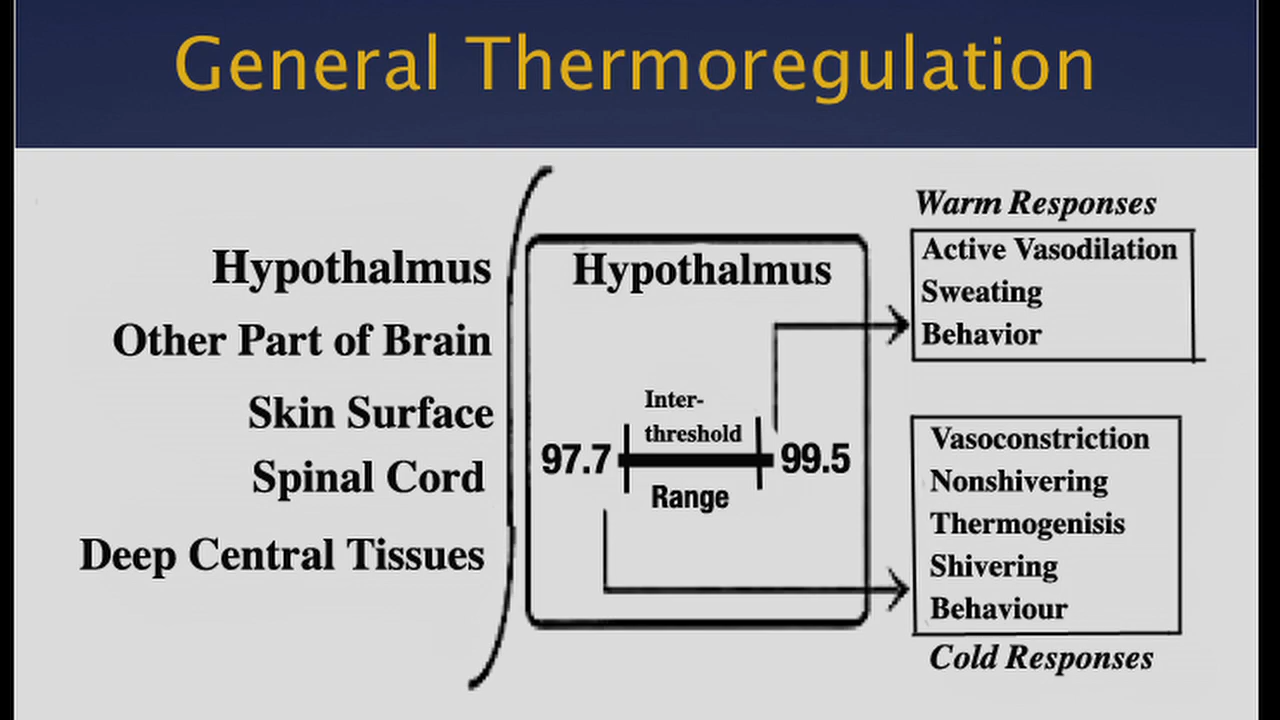 General Thermoregulation
Hypothalmus
Other Part of Brain
Skin Surface
Spinal Cord
Deep Central Tissues
Hypothalmus
Inter-
threshold
97.7
99.5
Range
Warm Responses
Active Vasodilation
Sweating
Behavior
Vasoconstriction
Nonshivering
Thermogenisis
Shivering
Behaviour
Cold Responses